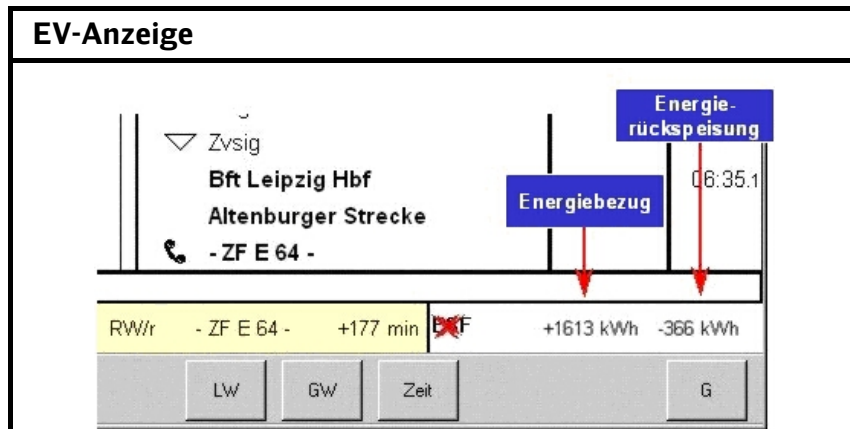 EV-Anzeige
Energie-
rückspeisung
Zvsig
Bft Leipzig Hbf
06:35.1
Energiebezug
Altenburger Strecke
- ZF E 64 -
RW/r - ZF E 64 - +177 min +1613 kWh -366 kWh
LW GW Zeit G